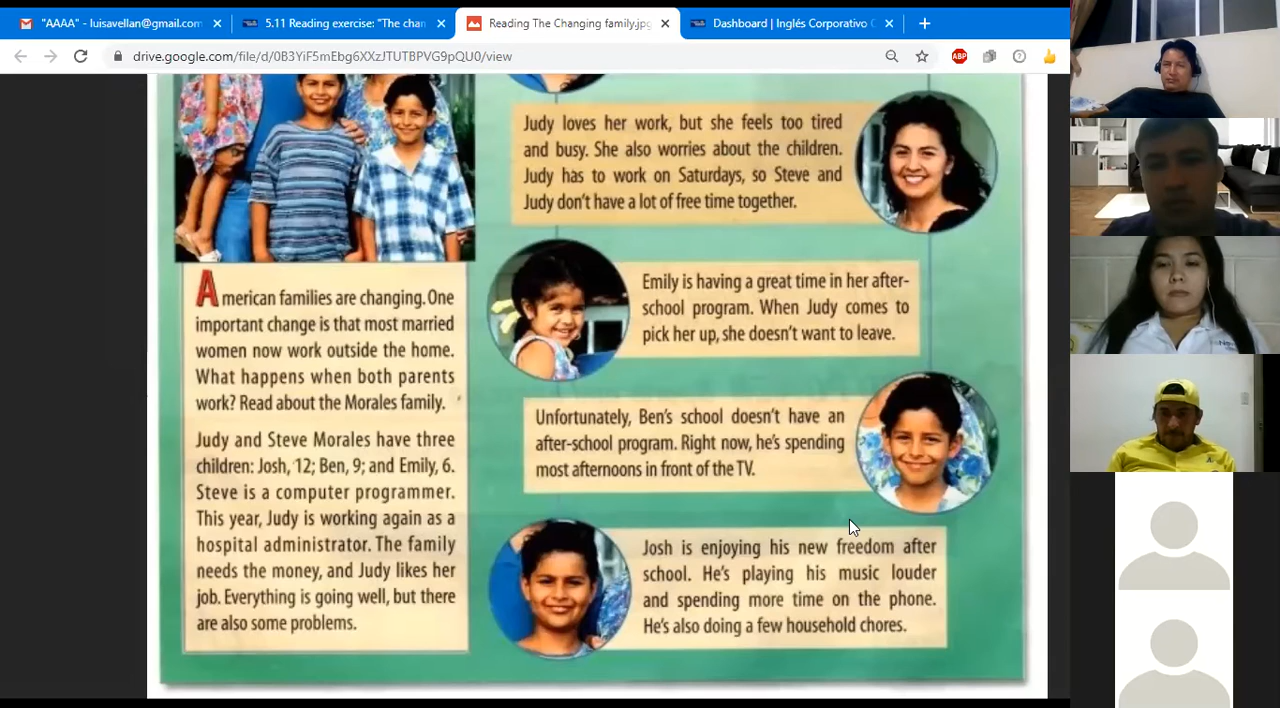 "AAAA" - luisavellan@gmail.com
5.11 Reading exercise: "The char
Reading The Changing family.jpg
Dashboard | Inglés Corporativo
drive.google.com/file/d/0B3YiF5mEbg6XXzJTUTBPVG9pQU0/view
ABP
American families are changing. One
important change is that most married
women now work outside the home.
What happens when both parents
work? Read about the Morales family.
Judy and Steve Morales have three
children: Josh, 12; Ben, 9; and Emily, 6.
Steve is a computer programmer.
This year, Judy is working again as a
hospital administrator. The family
needs the money, and Judy likes her
job. Everything is going well, but there
are also some problems.
Judy loves her work, but she feels too tired
and busy. She also worries about the children.
Judy has to work on Saturdays, so Steve and
Judy don't have a lot of free time together.
Emily is having a great time in her after-
school program. When Judy comes to
pick her up, she doesn't want to leave.
Unfortunately, Ben's school doesn't have an
after-school program. Right now, he's spending
most afternoons in front of the TV.
Josh is enjoying his new freedom after
school. He's playing his music louder
and spending more time on the phone.
He's also doing a few household chores.